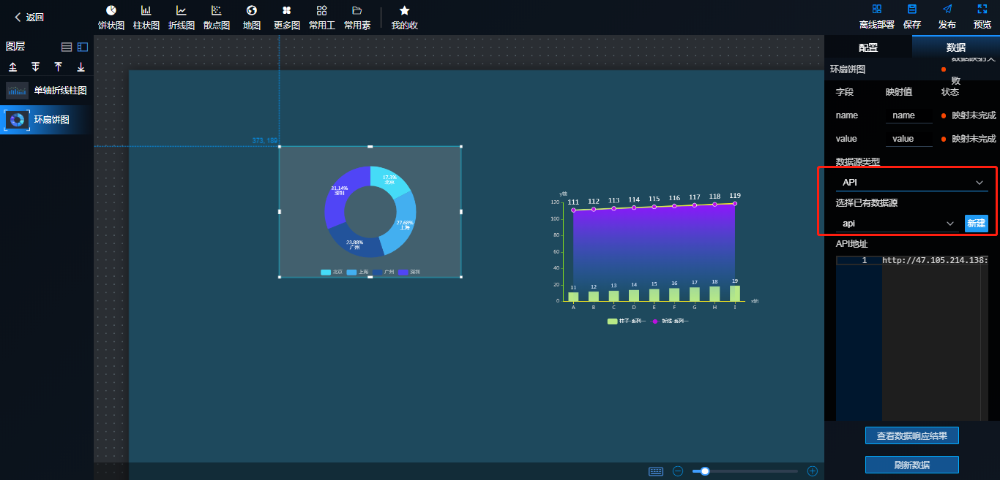 返回
饼状图 柱状图 折线图 散点图 地图 更多图 常用工 常用素 我的收
离线部署 保存 发布 预览
图层
单轴折线柱图
环扇饼图
373, 189
17.3%
北京
31.14%
深圳
27.68%
上海
23.88%
广州
北京 上海 广州 深圳
y轴
111 112 113 114 115 116 117 118 119
120
100
80
60
40
20
0
11 12 13 14 15 16 17 18 19
A B C D E F G H I
x轴
柱子-系列一 折线-系列一
配置 数据
环扇饼图
数据映射失
败
字段 映射值 状态
name name 映射未完成
value value 映射未完成
数据源类型
API
选择已有数据源
api 新建
API地址
1 http://47.105.214.138:
查看数据响应结果
刷新数据